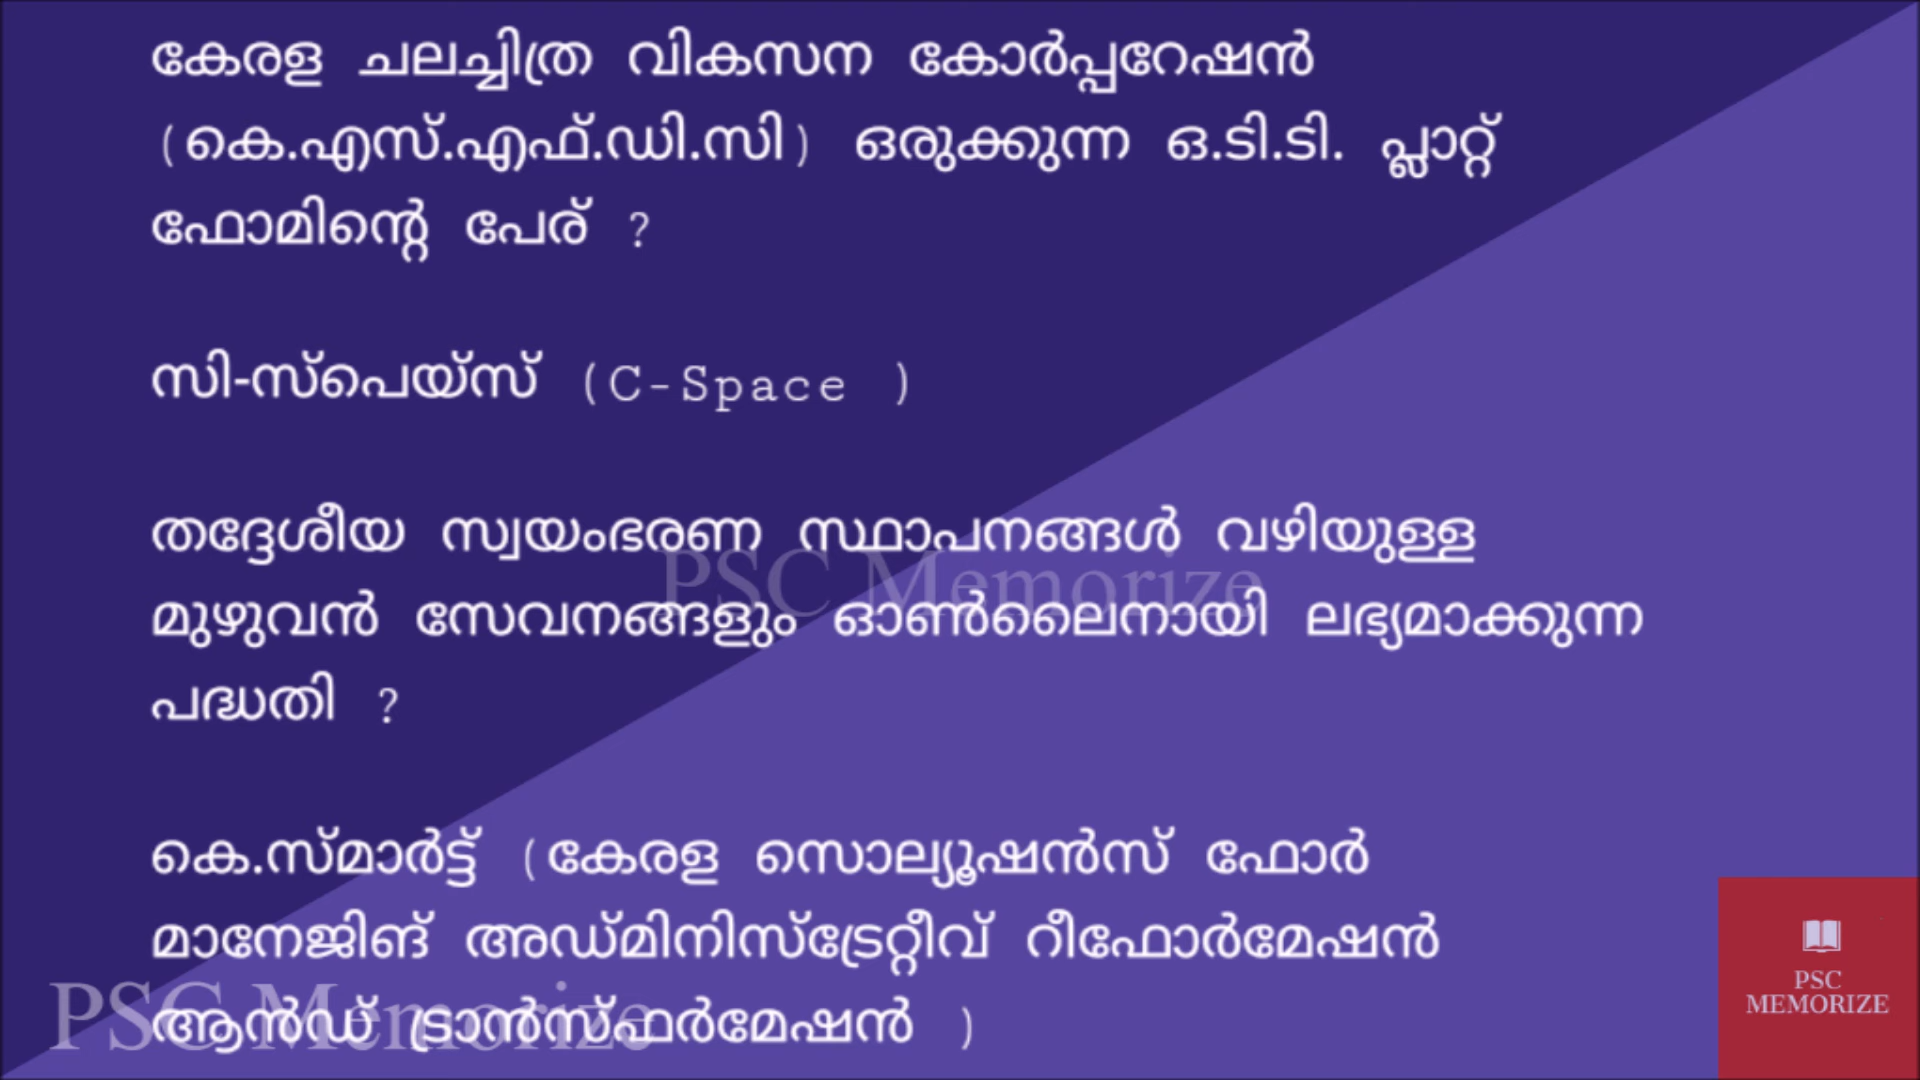 കേരള ചലച്ചിത്ര വികസന കോർപ്പറേഷൻ
(കെ.എസ്.എഫ്.ഡി.സി) ഒരുക്കുന്ന ഒ.ടി.ടി. പ്ലാറ്റ്
ഫോമിന്റെ പേര് ?
സി-സ്പെയ്സ് (C-Space )
തദ്ദേശീയ സ്വയംഭരണ സ്ഥാപനങ്ങൾ വഴിയുള്ള
PSC Memorize
മുഴുവൻ സേവനങ്ങളും ഓൺലൈനായി ലഭ്യമാക്കുന്ന
പദ്ധതി ?
കെ.സ്മാർട്ട് (കേരള സൊല്യൂഷൻസ് ഫോർ
മാനേജിങ് അഡ്മിനിസ്ട്രേറ്റീവ് റീഫോർമേഷൻ
ആൻഡ് ട്രാൻസ്ഫർമേഷൻ )
PSC Memorize
PSC
MEMORIZE